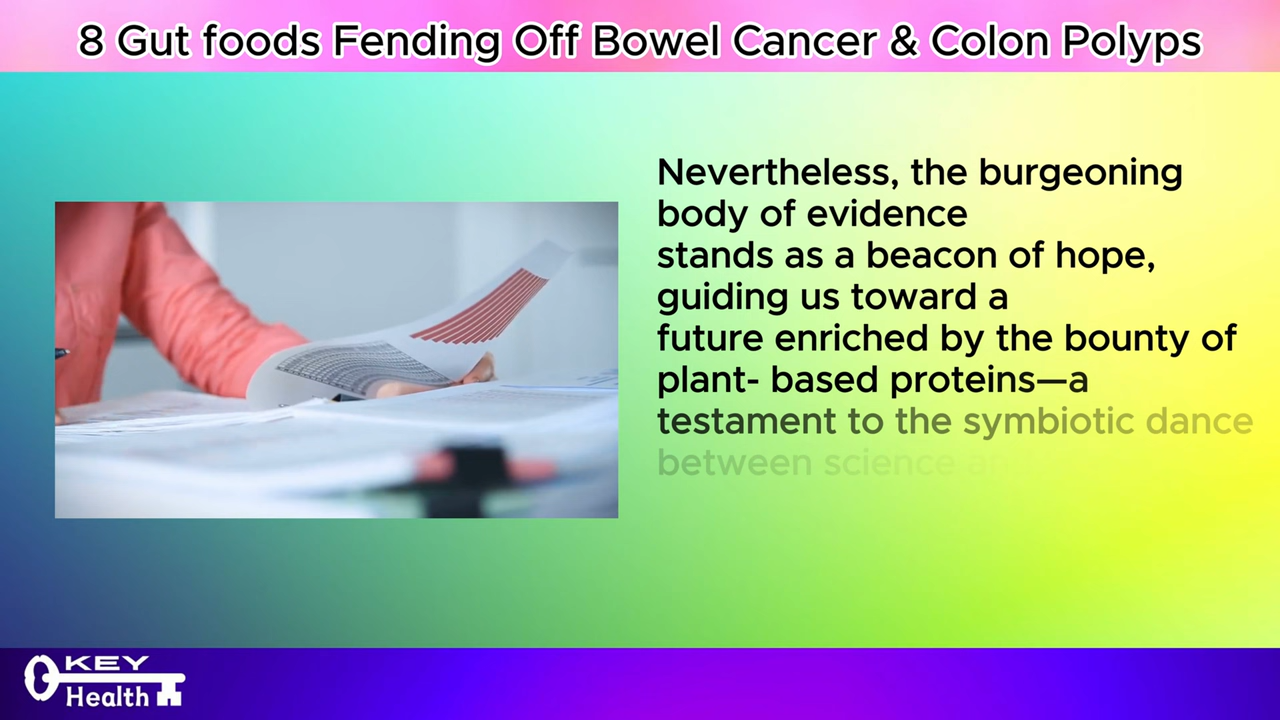 8 Gut foods Fending Off Bowel Cancer & Colon Polyps
Nevertheless, the burgeoning
body of evidence
stands as a beacon of hope,
guiding us toward a
future enriched by the bounty of
plant- based proteins—a
testament to the symbiotic dance
between science
KEY
Health